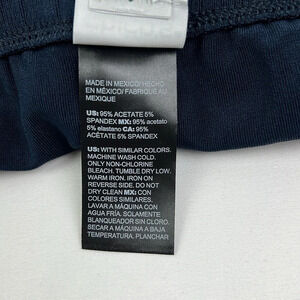 MADE IN MEXICO/HECHO
EN MÉXICO/FABRIQUÉ AU
MEXIQUE
US: 95% ACETATE 5%
SPANDEX MX: 95% acetato
5% elastano CA: 95%
ACETATE 5% SPANDEX
US: WITH SIMILAR COLORS.
MACHINE WASH COLD.
ONLY NON-CHLORINE
BLEACH. TUMBLE DRY LOW.
WARM IRON. IRON ON
REVERSE SIDE. DO NOT
DRY CLEAN MX: CON
COLORES SIMILARES.
LAVAR A MÁQUINA CON
AGUA FRÍA. SOLAMENTE
BLANQUEADOR SIN CLORO.
SECAR A MÁQUINA A BAJA
TEMPERATURA. PLANCHAR